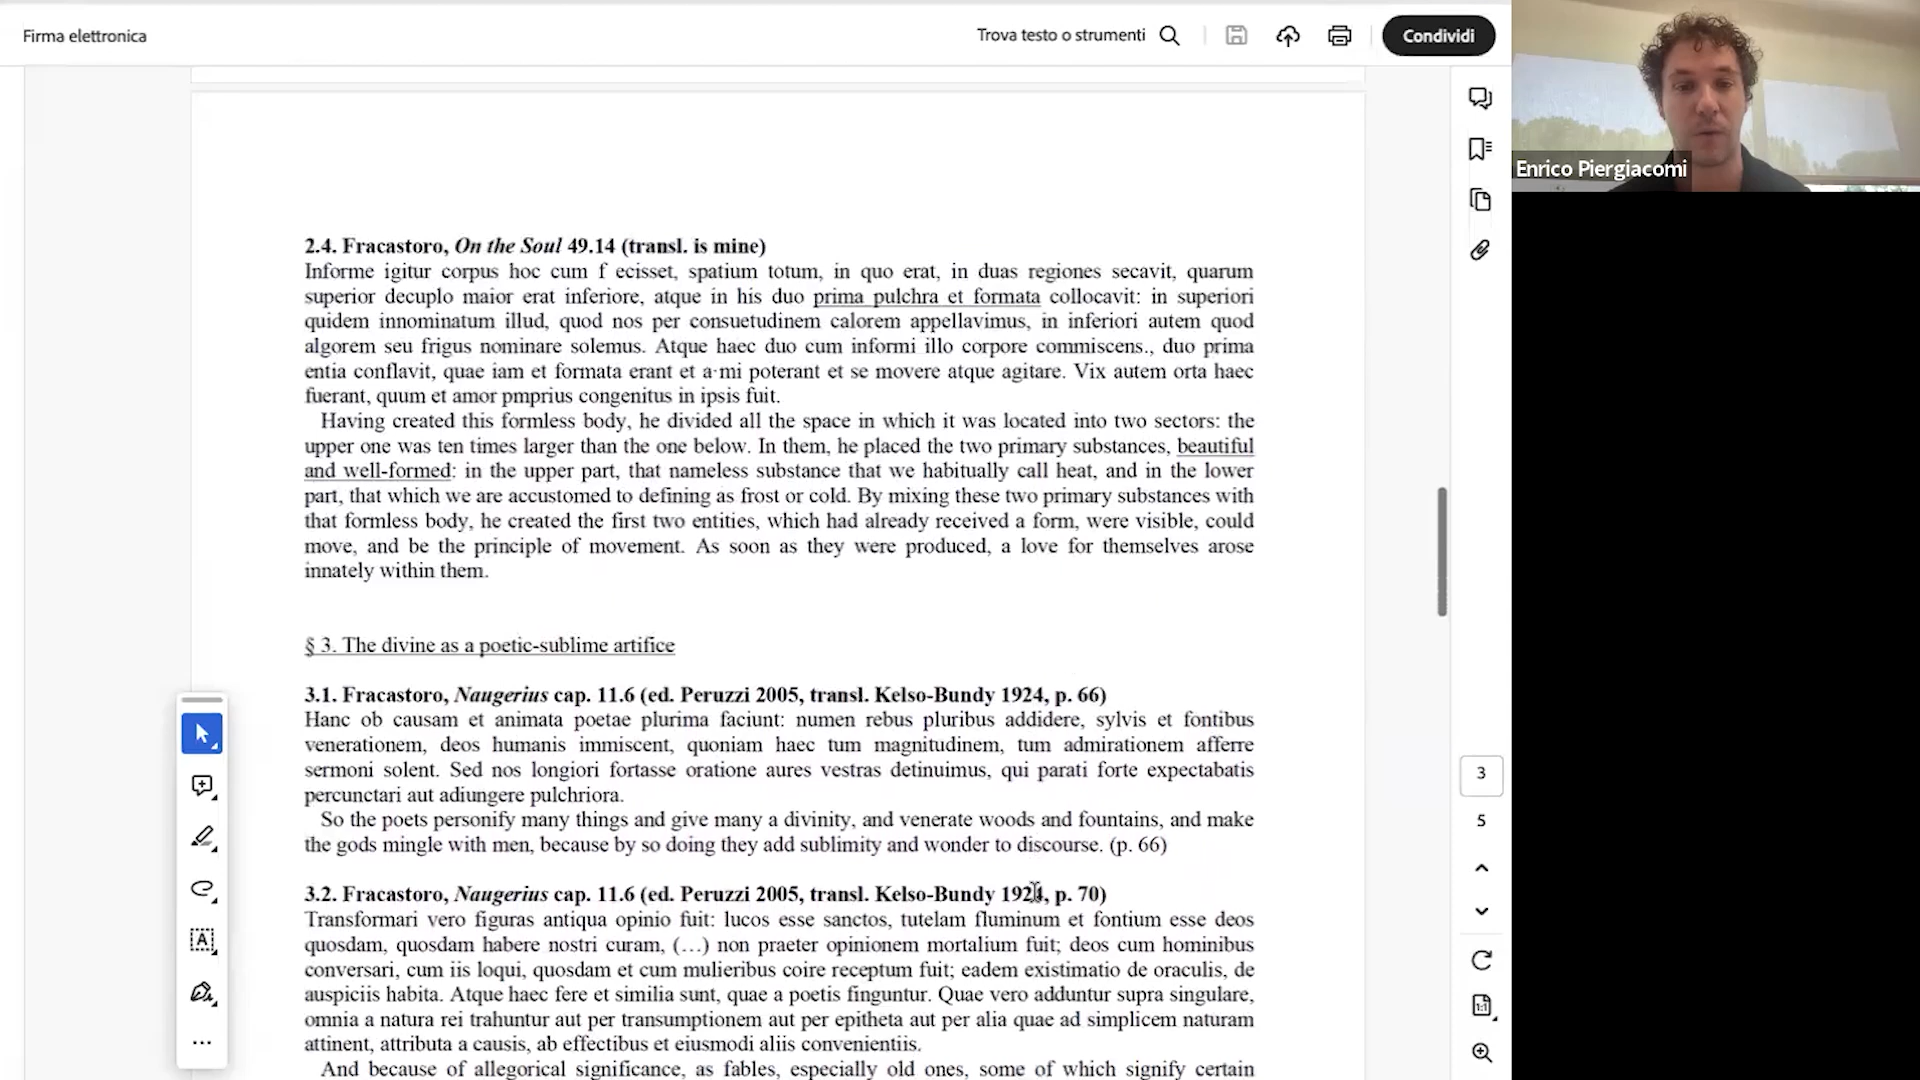 Firma elettronica
Trova testo o strumenti
Condividi
Enrico Piergiacomi
2.4. Fracastoro, On the Soul 49.14 (transl. is mine)
Informe igitur corpus hoc cum f ecisset, spatium totum, in quo erat, in duas regiones secavit, quarum
superior decuplo maior erat inferiore, atque in his duo prima pulchra et formata collocavit: in superiori
quidem innominatum illud, quod nos per consuetudinem calorem appellavimus, in inferiori autem quod
algorem seu frigus nominare solemus. Atque haec duo cum informi illo corpore commiscens., duo prima
entia conflavit, quae iam et formata erant et a·mi poterant et se movere atque agitare. Vix autem orta haec
fuerant, quum et amor pmprius congenitus in ipsis fuit.
Having created this formless body, he divided all the space in which it was located into two sectors: the
upper one was ten times larger than the one below. In them, he placed the two primary substances, beautiful
and well-formed: in the upper part, that nameless substance that we habitually call heat, and in the lower
part, that which we are accustomed to defining as frost or cold. By mixing these two primary substances with
that formless body, he created the first two entities, which had already received a form, were visible, could
move, and be the principle of movement. As soon as they were produced, a love for themselves arose
innately within them.
§ 3. The divine as a poetic-sublime artifice
3.1. Fracastoro, Naugerius cap. 11.6 (ed. Peruzzi 2005, transl. Kelso-Bundy 1924, p. 66)
Hanc ob causam et animata poetae plurima faciunt: numen rebus pluribus addidere, sylvis et fontibus
venerationem, deos humanis immiscent, quoniam haec tum magnitudinem, tum admirationem afferre
sermoni solent. Sed nos longiori fortasse oratione aures vestras detinuimus, qui parati forte expectabatis
percunctari aut adiungere pulchriora.
So the poets personify many things and give many a divinity, and venerate woods and fountains, and make
the gods mingle with men, because by so doing they add sublimity and wonder to discourse. (p. 66)
3.2. Fracastoro, Naugerius cap. 11.6 (ed. Peruzzi 2005, transl. Kelso-Bundy 1924, p. 70)
Transformari vero figuras antiqua opinio fuit: lucos esse sanctos, tutelam fluminum et fontium esse deos
quosdam, quosdam habere nostri curam, (…) non praeter opinionem mortalium fuit; deos cum hominibus
conversari, cum iis loqui, quosdam et cum mulieribus coire receptum fuit; eadem existimatio de oraculis, de
auspiciis habita. Atque haec fere et similia sunt, quae a poetis finguntur. Quae vero adduntur supra singulare,
omnia a natura rei trahuntur aut per transumptionem aut per epitheta aut per alia quae ad simplicem naturam
attinent, attributa a causis, ab effectibus et eiusmodi aliis convenientiis.
And because of allegorical significance, as fables, especially old ones, some of which signify certain
3
5